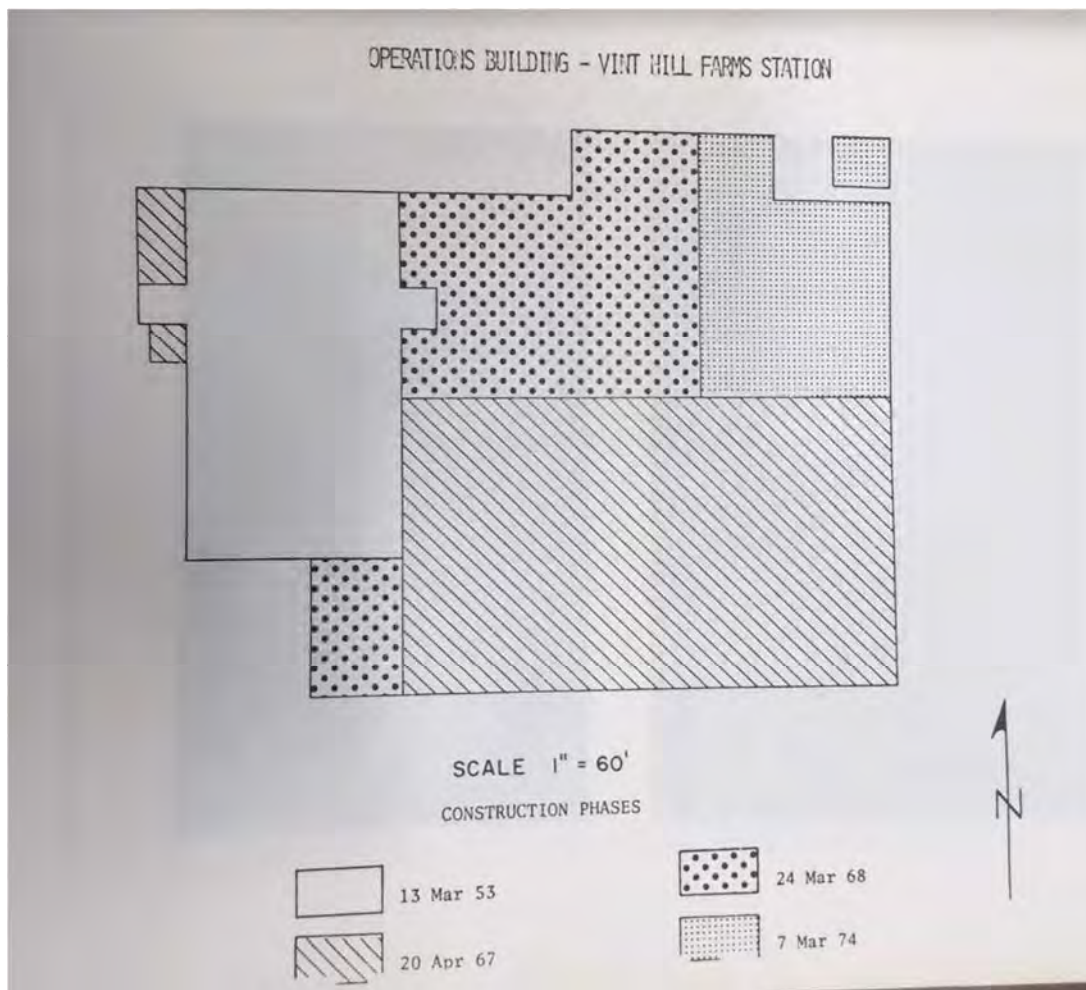 OPERATIONS BUILDING - VINT HILL FARMS STATION
SCALE 1" = 60'
CONSTRUCTION PHASES
N
13 Mar 53
20 Apr 67
24 Mar 68
7 Mar 74